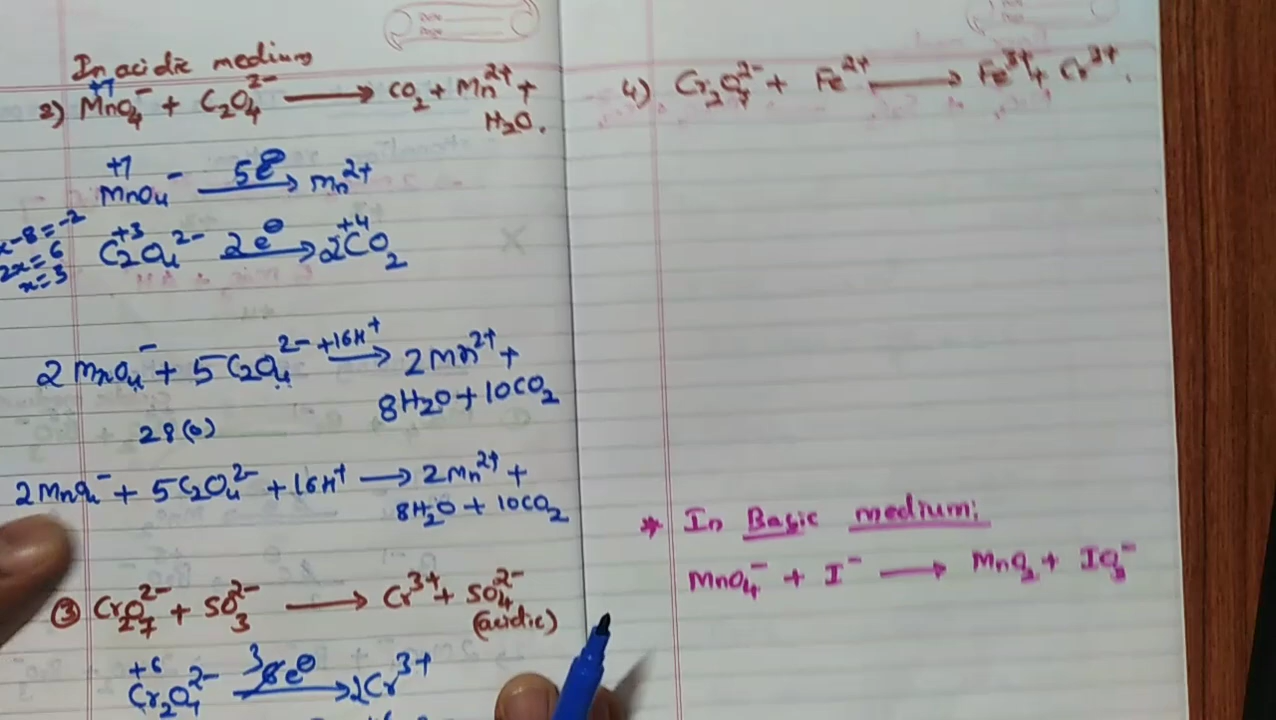 In acidic medium
+7
2) MnO₄⁻ + C₂O₄²⁻ ⟶ CO₂ + Mn²⁺ +
H₂O.
+7
MnO₄⁻ 5e⊖⟶ Mn²⁺
x-8=-2
2x=6
x=3
+3 +4
C₂O₄²⁻ 2e⊖⟶ 2CO₂
2MnO₄⁻ + 5C₂O₄²⁻ +16H⁺⟶ 2Mn²⁺ +
8H₂O + 10CO₂
28(o)
2MnO₄⁻ + 5C₂O₄²⁻ + 16H⁺ ⟶ 2Mn²⁺ +
8H₂O + 10CO₂
③ Cr₂O₇²⁻ + SO₃²⁻ ⟶ Cr³⁺ + SO₄²⁻
(acidic)
+6 3
Cr₂O₇²⁻ 6e⊖⟶ 2Cr³⁺
4) Cr₂O₇²⁻ + Fe²⁺ ⟶ Fe³⁺ + Cr³⁺.
* In Basic medium:
MnO₄⁻ + I⁻ ⟶ MnO₂ + IO₃⁻